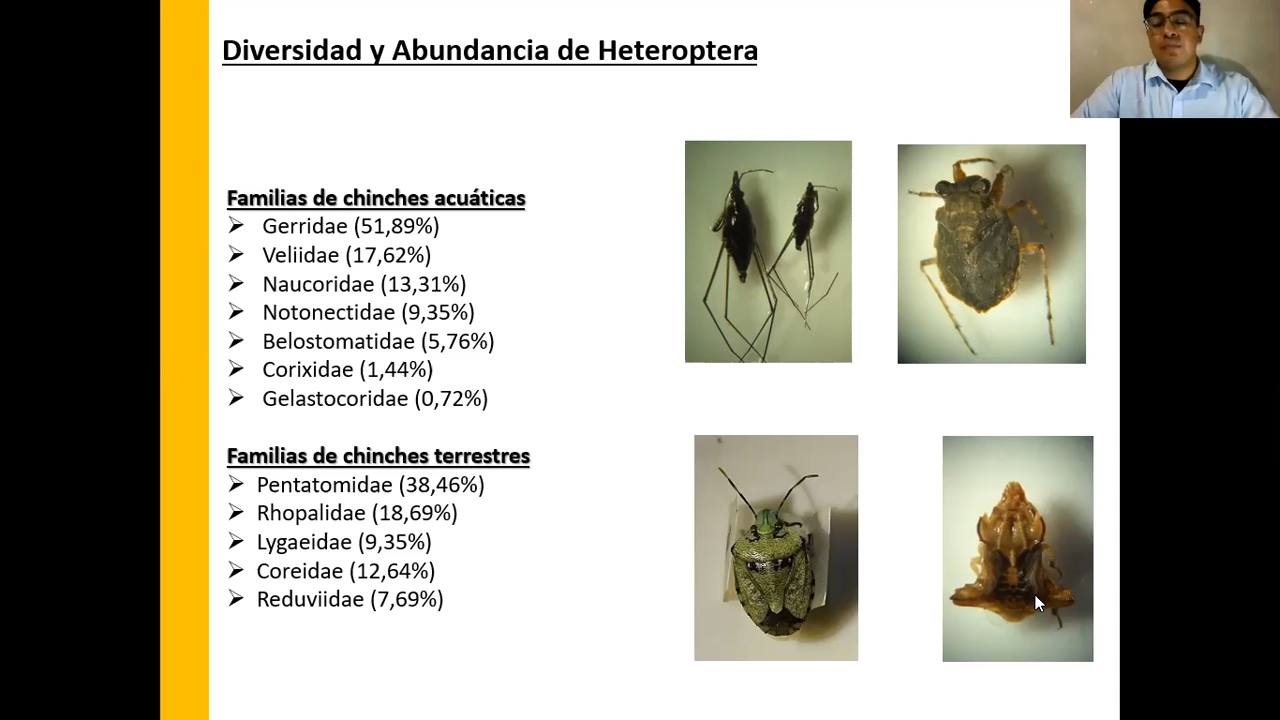 Diversidad y Abundancia de Heteroptera
Familias de chinches acuáticas
Gerridae (51,89%)
Veliidae (17,62%)
Naucoridae (13,31%)
Notonectidae (9,35%)
Belostomatidae (5,76%)
Corixidae (1,44%)
Gelastocoridae (0,72%)
Familias de chinches terrestres
Pentatomidae (38,46%)
Rhopalidae (18,69%)
Lygaeidae (9,35%)
Coreidae (12,64%)
Reduviidae (7,69%)